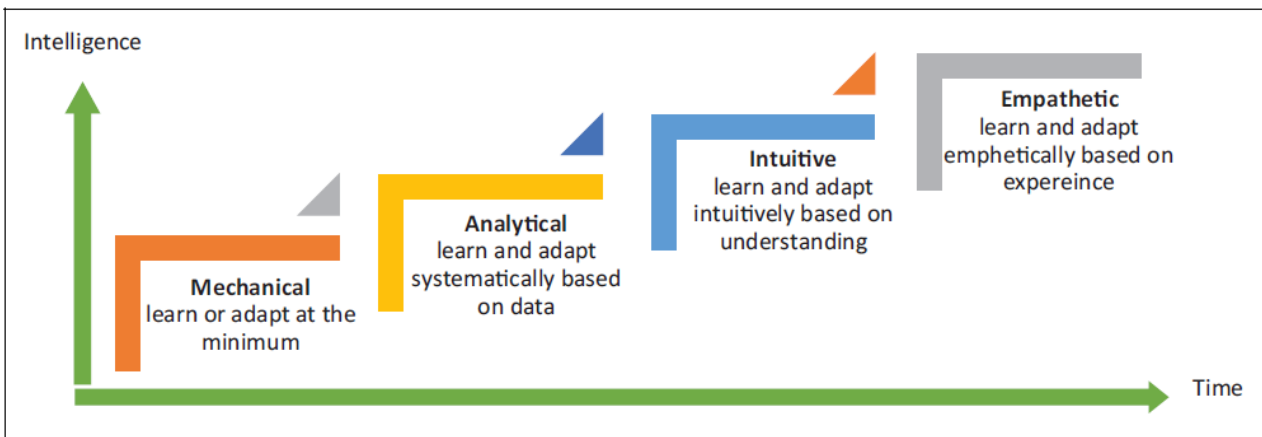 Intelligence
Mechanical
learn or adapt at the
minimum
Analytical
learn and adapt
systematically based
on data
Intuitive
learn and adapt
intuitively based on
understanding
Empathetic
learn and adapt
emphetically based on
expereince
Time